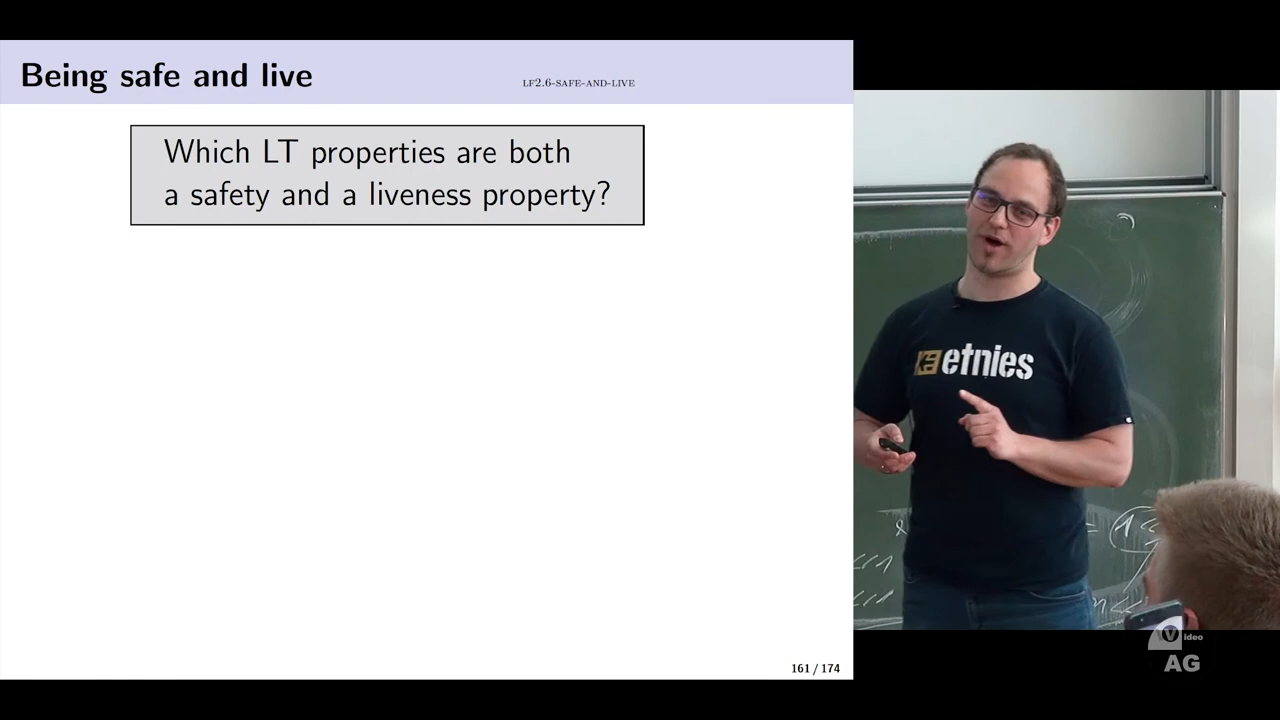 Being safe and live
LF2.6-SAFE-AND-LIVE
Which LT properties are both
a safety and a liveness property?
161 / 174
etnies
Video
AG